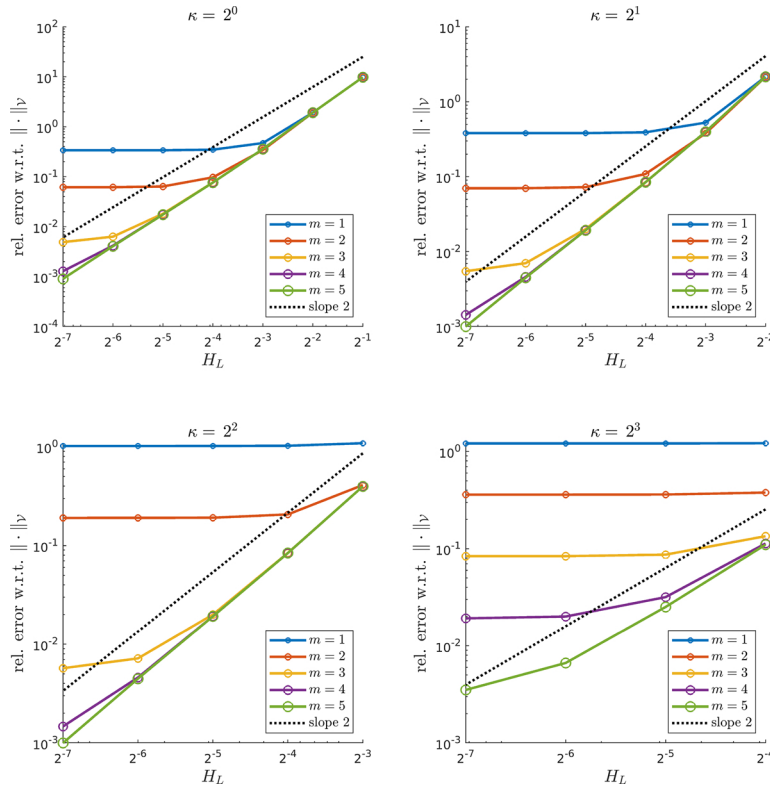 κ = 2^0
10^2
10^1
10^0
10^-1
10^-2
10^-3
10^-4
rel. error w.r.t. ‖ · ‖_𝒱
m = 1
m = 2
m = 3
m = 4
m = 5
slope 2
2^-7 2^-6 2^-5 2^-4 2^-3 2^-2 2^-1
H_L
κ = 2^1
10^1
10^0
10^-1
10^-2
10^-3
rel. error w.r.t. ‖ · ‖_𝒱
m = 1
m = 2
m = 3
m = 4
m = 5
slope 2
2^-7 2^-6 2^-5 2^-4 2^-3 2^-2
H_L
κ = 2^2
10^0
10^-1
10^-2
10^-3
rel. error w.r.t. ‖ · ‖_𝒱
m = 1
m = 2
m = 3
m = 4
m = 5
slope 2
2^-7 2^-6 2^-5 2^-4 2^-3
H_L
κ = 2^3
10^0
10^-1
10^-2
10^-3
rel. error w.r.t. ‖ · ‖_𝒱
m = 1
m = 2
m = 3
m = 4
m = 5
slope 2
2^-7 2^-6 2^-5 2^-4
H_L